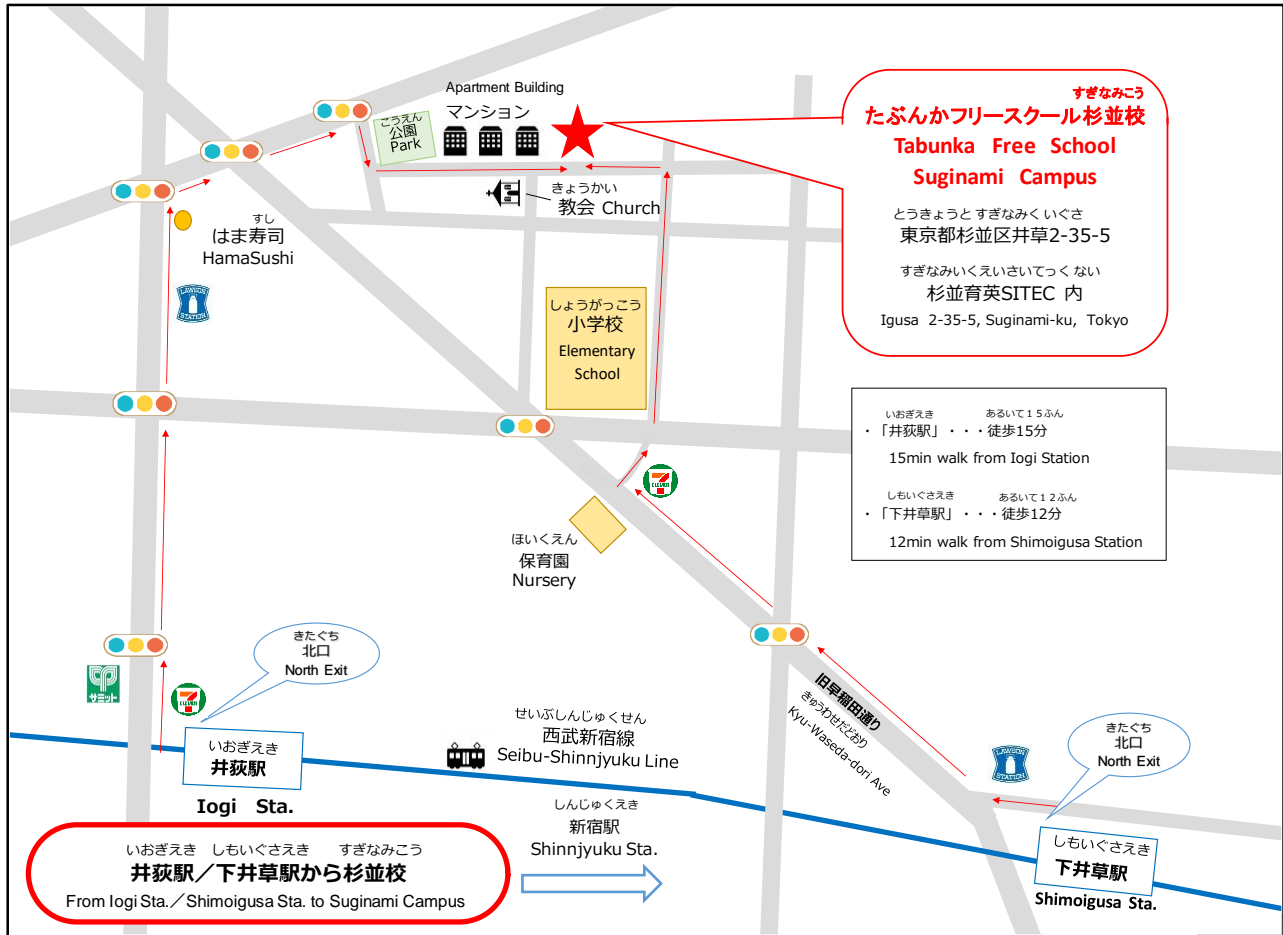 Apartment Building
マンション
こうえん
公園
Park
きょうかい
教会 Church
すし
はま寿司
HamaSushi
LAWSON
STATION
しょうがっこう
小学校
Elementary
School
すぎなみこう
たぶんかフリースクール杉並校
Tabunka Free School
Suginami Campus
とうきょうと すぎなみく いぐさ
東京都杉並区井草2-35-5
すぎなみいくえいさいてっく ない
杉並育英SITEC 内
Igusa 2-35-5, Suginami-ku, Tokyo
いおぎえき あるいて１５ふん
・「井荻駅」・・・徒歩15分
15min walk from Iogi Station
しもいぐさえき あるいて１２ふん
・「下井草駅」・・・徒歩12分
12min walk from Shimoigusa Station
7
ELEVEN
ほいくえん
保育園
Nursery
サミット
7
ELEVEN
きたぐち
北口
North Exit
いおぎえき
井荻駅
Iogi Sta.
せいぶしんじゅくせん
西武新宿線
Seibu-Shinnjyuku Line
しんじゅくえき
新宿駅
Shinnjyuku Sta.
旧早稲田通り
きゅうわせだどおり
Kyu-Waseda-dori Ave
LAWSON
STATION
きたぐち
北口
North Exit
しもいぐさえき
下井草駅
Shimoigusa Sta.
いおぎえき しもいぐさえき すぎなみこう
井荻駅／下井草駅から杉並校
From Iogi Sta.／Shimoigusa Sta. to Suginami Campus